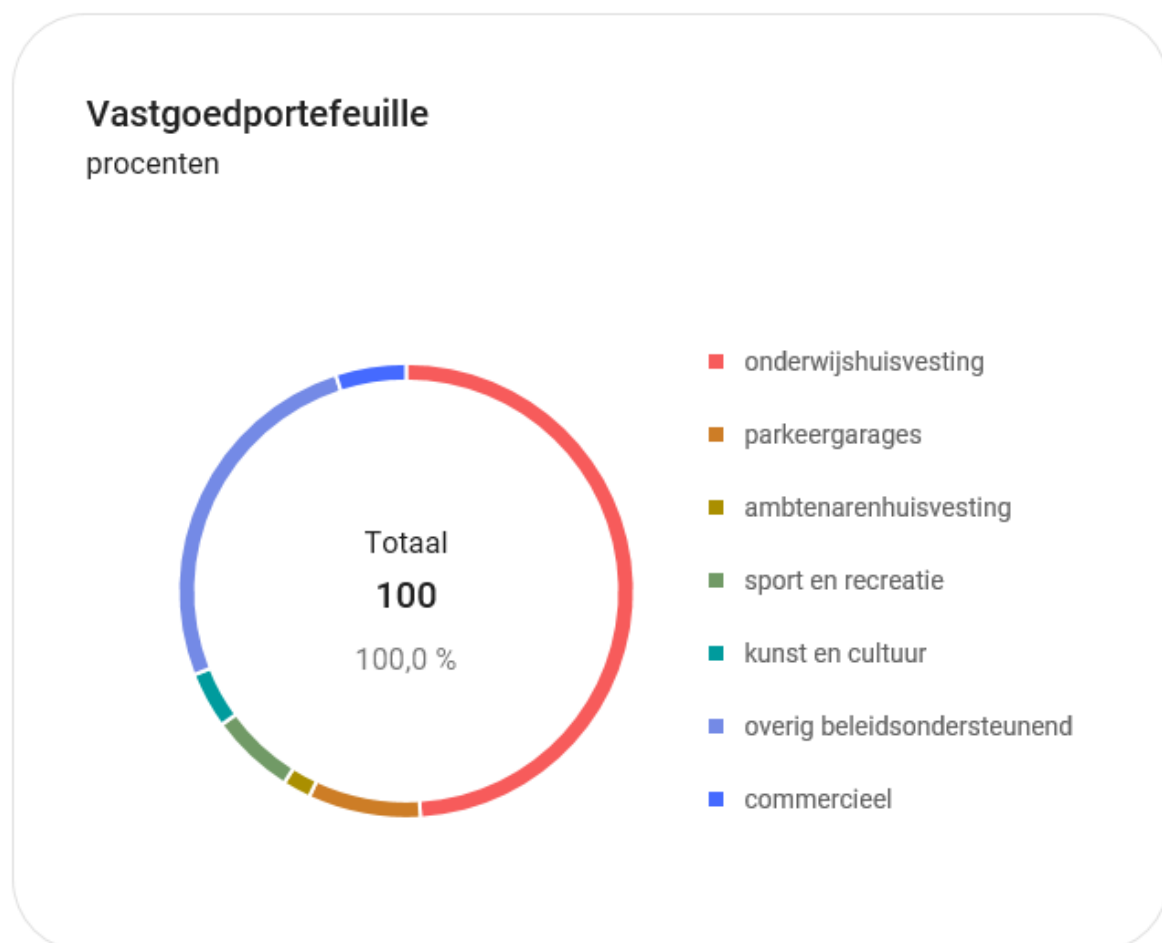 Vastgoedportefeuille
procenten
Totaal
100
100,0 %
onderwijshuisvesting
parkeergarages
ambtenarenhuisvesting
sport en recreatie
kunst en cultuur
overig beleidsondersteunend
commercieel